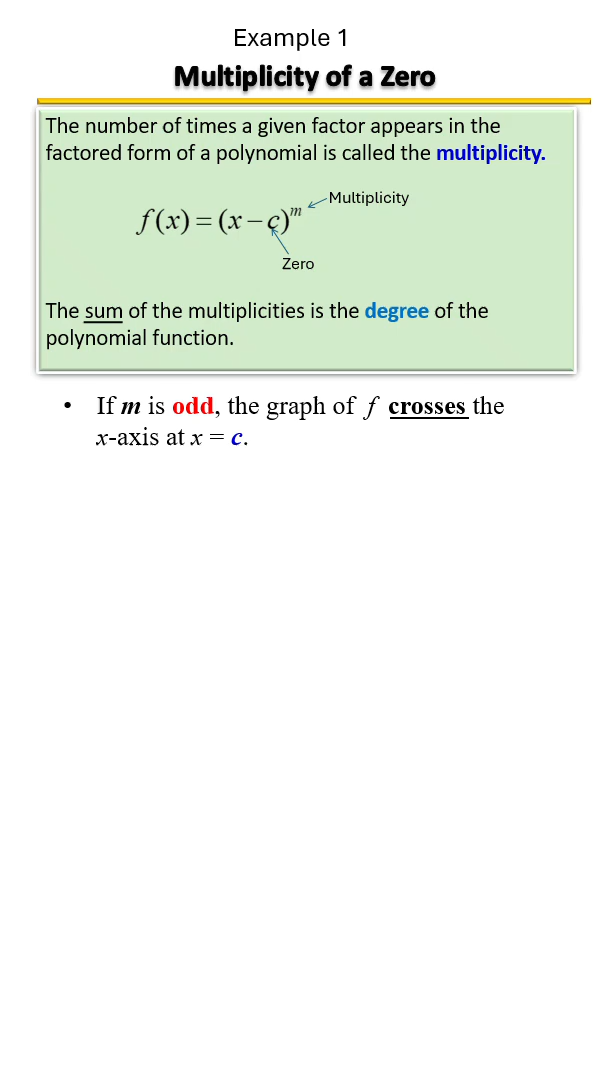 Example 1
Multiplicity of a Zero
The number of times a given factor appears in the
factored form of a polynomial is called the multiplicity.
Multiplicity
f(x) = (x − c)^m
Zero
The sum of the multiplicities is the degree of the
polynomial function.
• If m is odd, the graph of f crosses the
x-axis at x = c.